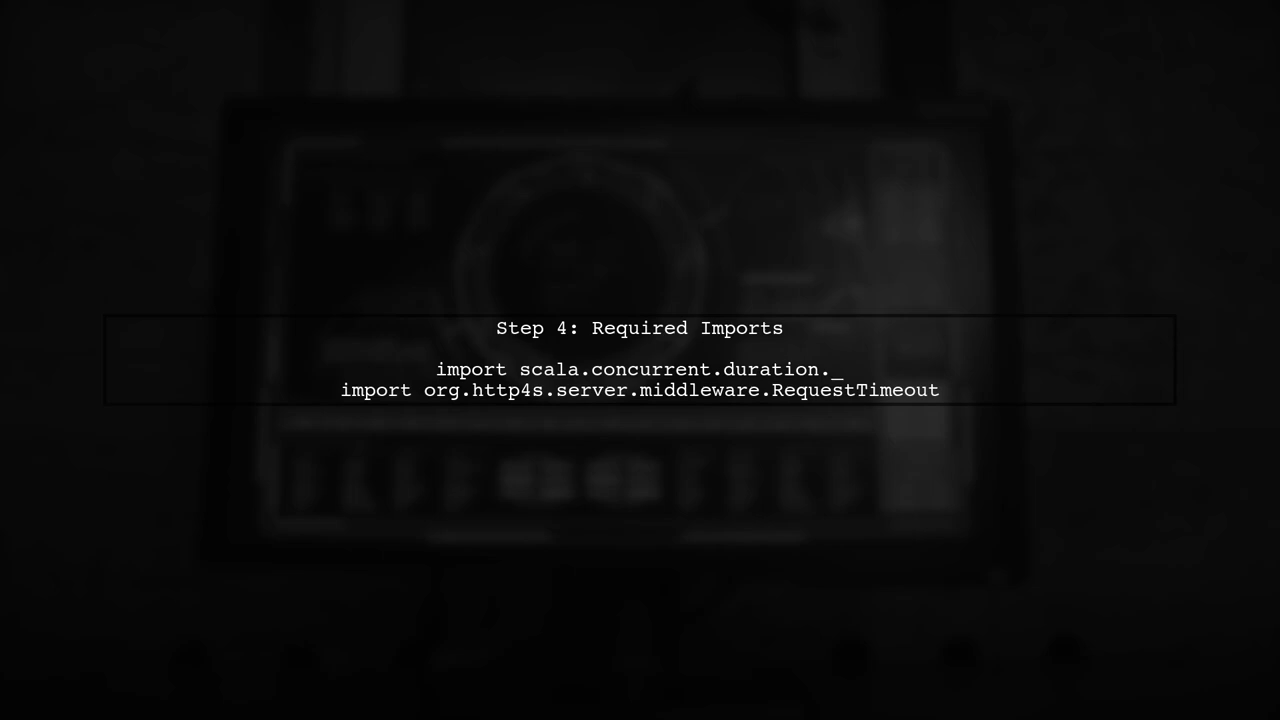 Step 4: Required Imports
import scala.concurrent.duration._
import org.http4s.server.middleware.RequestTimeout